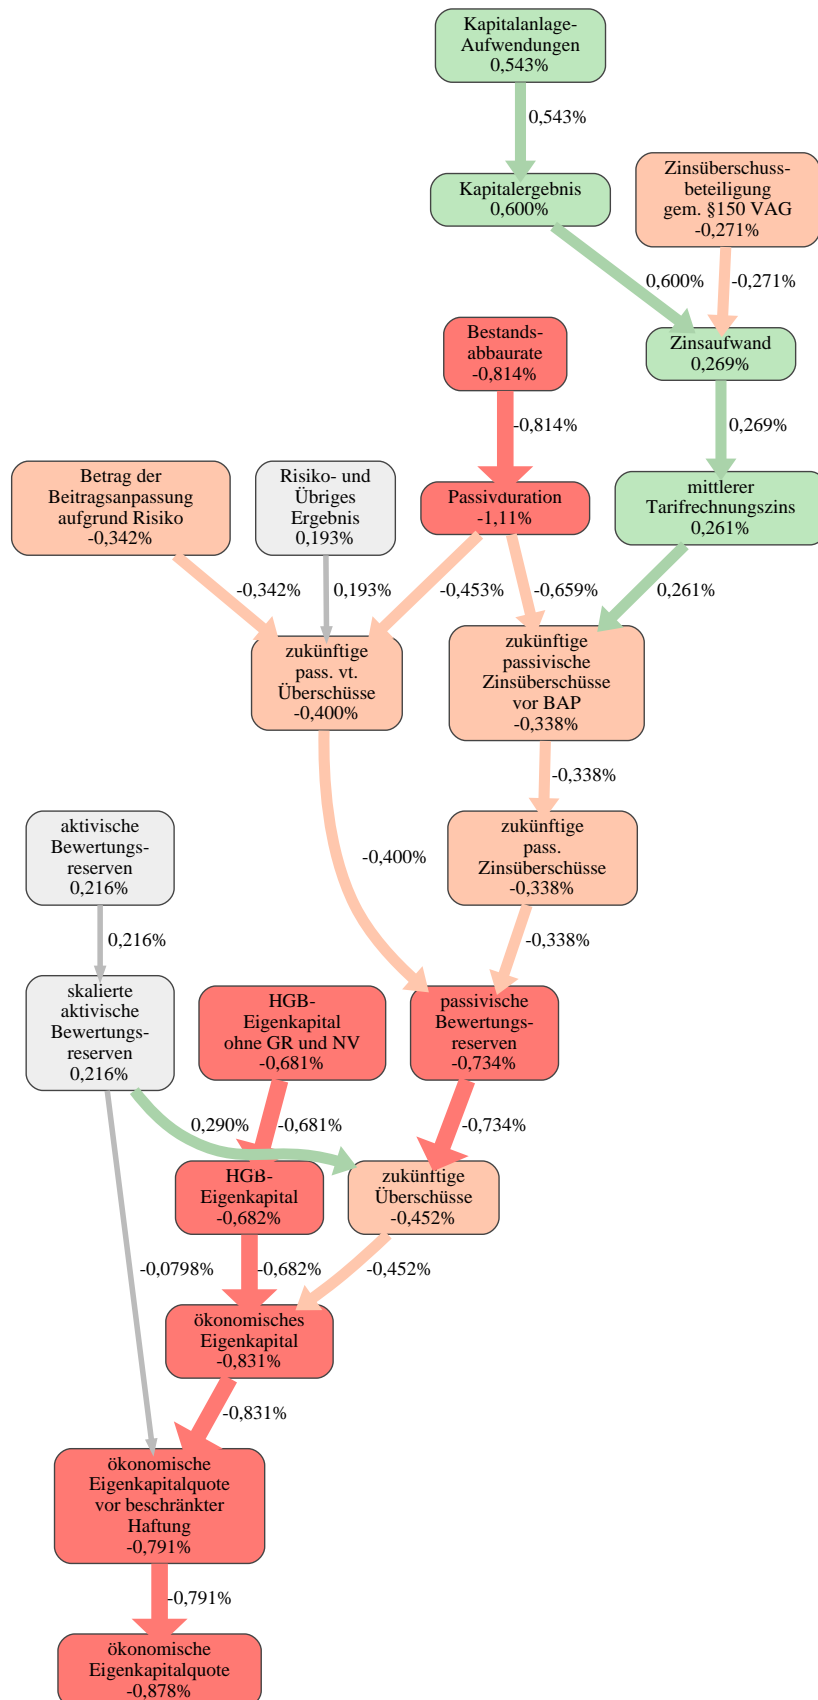 Kapitalanlage-
Aufwendungen
0,543%
0,543%
Kapitalergebnis
0,600%
Zinsüberschuss-
beteiligung
gem. §150 VAG
-0,271%
0,600%
-0,271%
Bestands-
abbaurate
-0,814%
Zinsaufwand
0,269%
-0,814%
0,269%
Betrag der
Beitragsanpassung
aufgrund Risiko
-0,342%
Risiko- und
Übriges
Ergebnis
0,193%
Passivduration
-1,11%
mittlerer
Tarifrechnungszins
0,261%
-0,342%
0,193%
-0,453%
-0,659%
0,261%
zukünftige
pass. vt.
Überschüsse
-0,400%
zukünftige
passivische
Zinsüberschüsse
vor BAP
-0,338%
-0,338%
aktivische
Bewertungs-
reserven
0,216%
-0,400%
zukünftige
pass.
Zinsüberschüsse
-0,338%
0,216%
-0,338%
skalierte
aktivische
Bewertungs-
reserven
0,216%
HGB-
Eigenkapital
ohne GR und NV
-0,681%
passivische
Bewertungs-
reserven
-0,734%
0,290%
-0,681%
-0,734%
HGB-
Eigenkapital
-0,682%
zukünftige
Überschüsse
-0,452%
-0,0798%
-0,682%
-0,452%
ökonomisches
Eigenkapital
-0,831%
-0,831%
ökonomische
Eigenkapitalquote
vor beschränkter
Haftung
-0,791%
-0,791%
ökonomische
Eigenkapitalquote
-0,878%